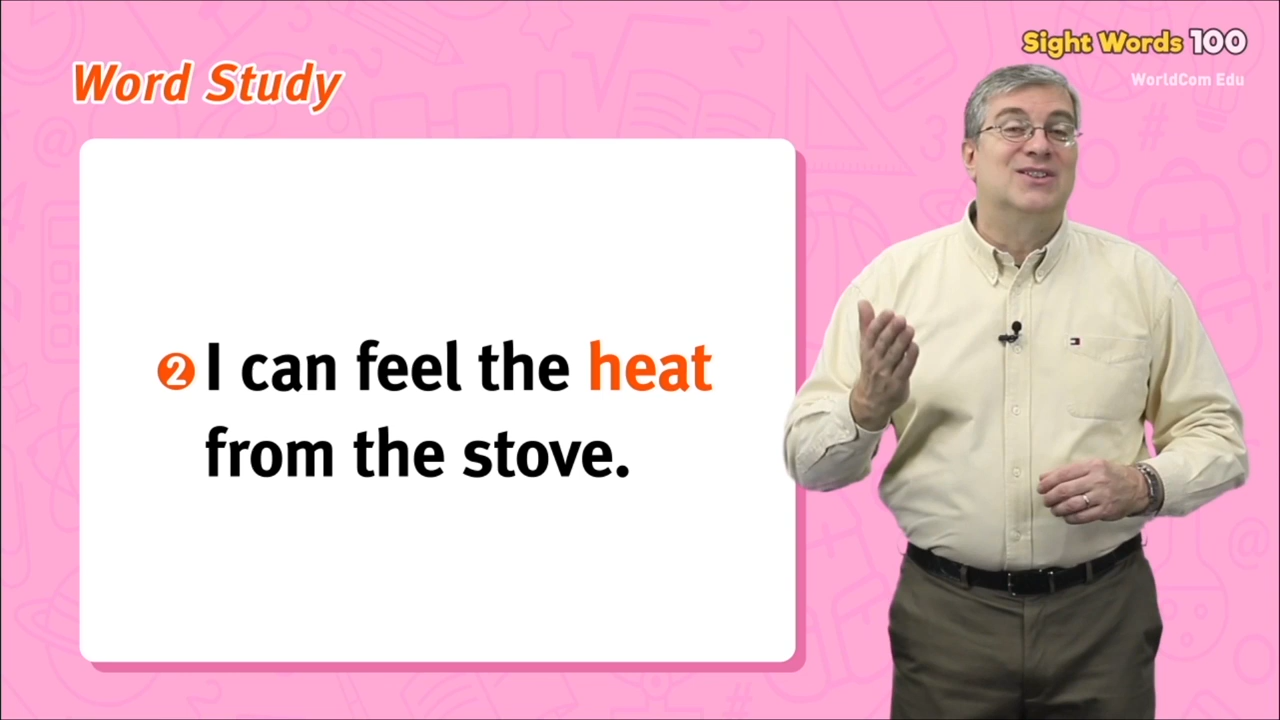 Sight Words 100
WorldCom Edu
Word Study
2 I can feel the heat
from the stove.